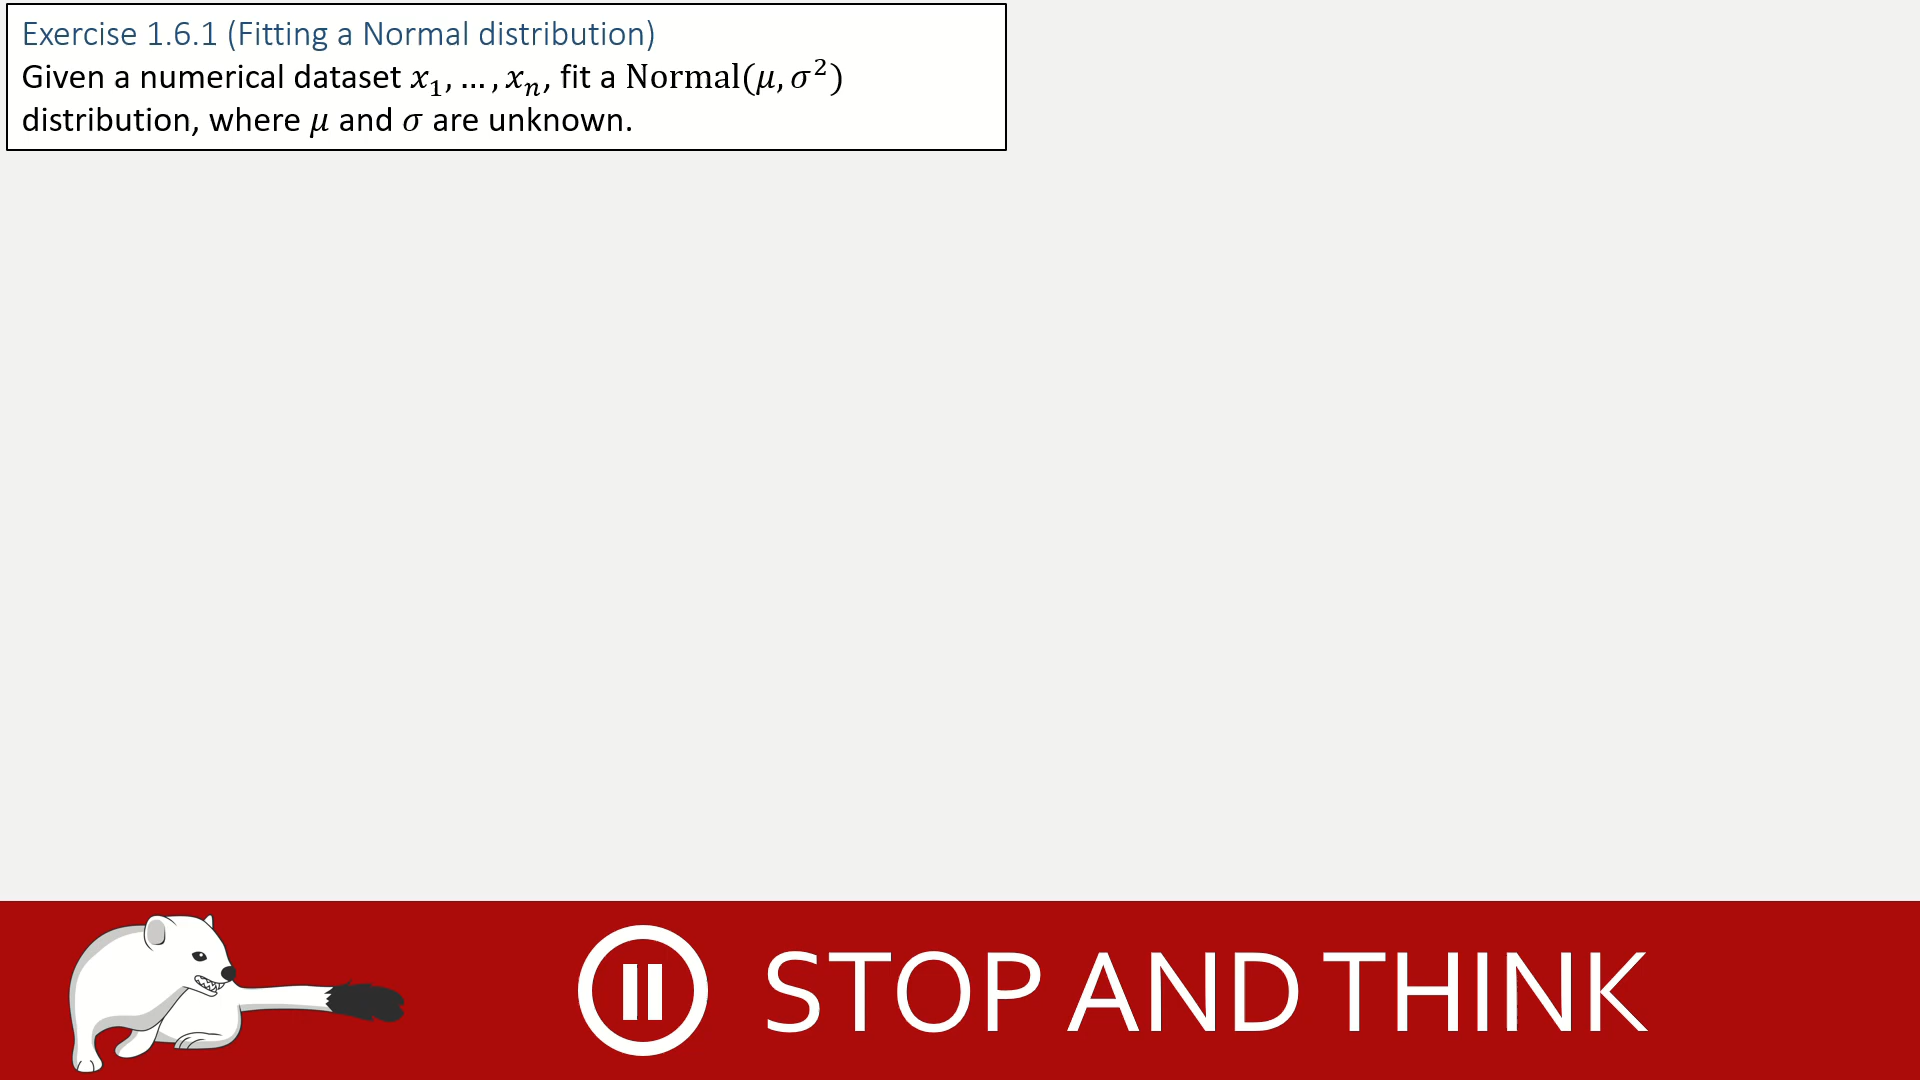 Exercise 1.6.1 (Fitting a Normal distribution)
Given a numerical dataset 𝑥₁, … , 𝑥ₙ, fit a Normal(𝜇, 𝜎²)
distribution, where 𝜇 and 𝜎 are unknown.
STOP AND THINK